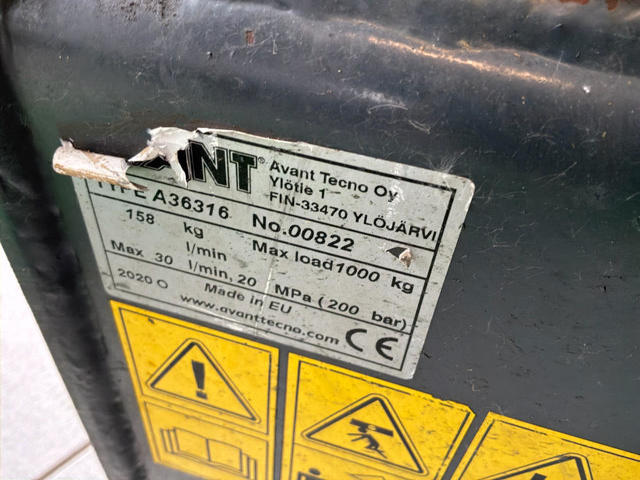 ANT® Avant Tecno Oy
Ylötie 1
FIN-33470 YLÖJÄRVI
TYPE A36316 No.00822
158 kg Max load 1000 kg
l/min
Max 30 l/min, 20 MPa (200 bar)
2020 O Made in EU
www.avanttecno.com CE